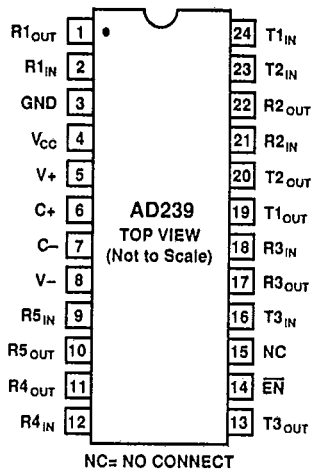 R1OUT 1 24 T1IN
R1IN 2 23 T2IN
GND 3 22 R2OUT
VCC 4 21 R2IN
V+ 5 20 T2OUT
C+ 6 AD239 19 T1OUT
TOP VIEW
C– 7 (Not to Scale) 18 R3IN
V– 8 17 R3OUT
R5IN 9 16 T3IN
R5OUT 10 15 NC
R4OUT 11 14 EN
R4IN 12 13 T3OUT
NC= NO CONNECT